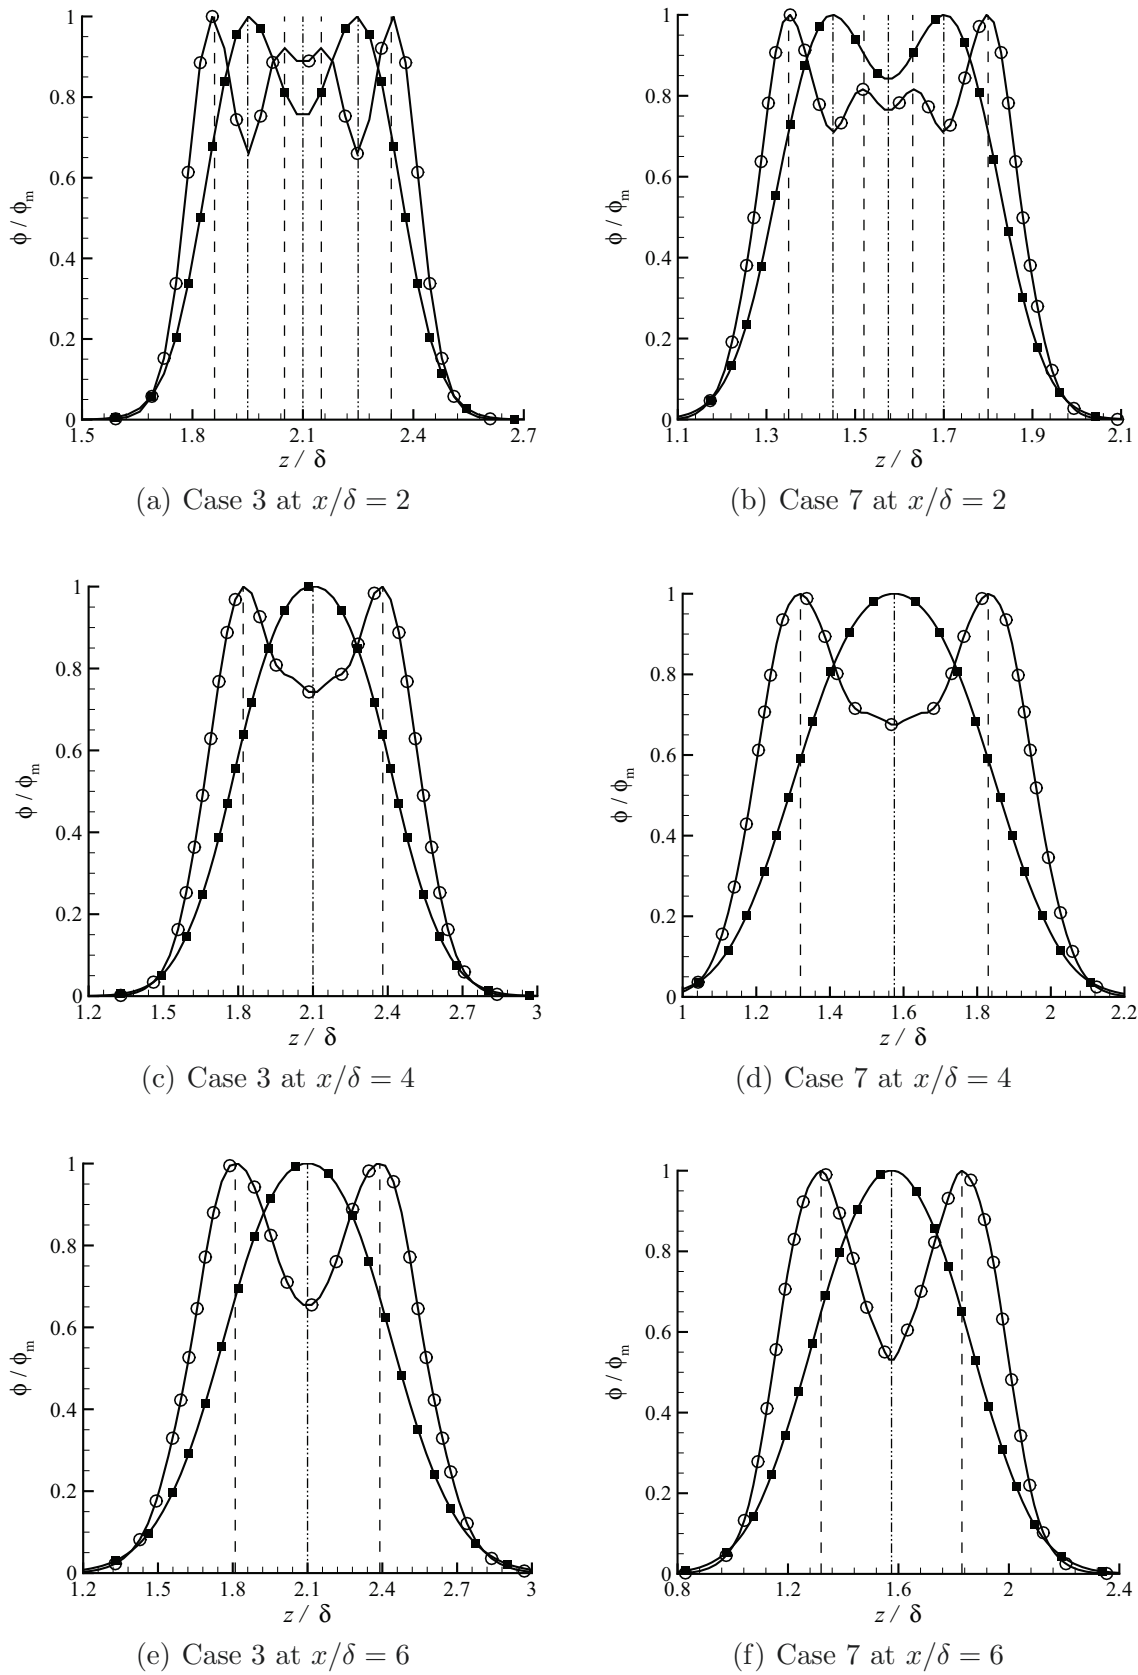 1
0.8
0.6
0.4
0.2
0
ϕ / ϕm
1.5 1.8 2.1 2.4 2.7
z / δ
(a) Case 3 at x/δ = 2
1
0.8
0.6
0.4
0.2
0
ϕ / ϕm
1.1 1.3 1.5 1.7 1.9 2.1
z / δ
(b) Case 7 at x/δ = 2
1
0.8
0.6
0.4
0.2
0
ϕ / ϕm
1.2 1.5 1.8 2.1 2.4 2.7 3
z / δ
(c) Case 3 at x/δ = 4
1
0.8
0.6
0.4
0.2
0
ϕ / ϕm
1 1.2 1.4 1.6 1.8 2 2.2
z / δ
(d) Case 7 at x/δ = 4
1
0.8
0.6
0.4
0.2
0
ϕ / ϕm
1.2 1.5 1.8 2.1 2.4 2.7 3
z / δ
(e) Case 3 at x/δ = 6
1
0.8
0.6
0.4
0.2
0
ϕ / ϕm
0.8 1.2 1.6 2 2.4
z / δ
(f) Case 7 at x/δ = 6